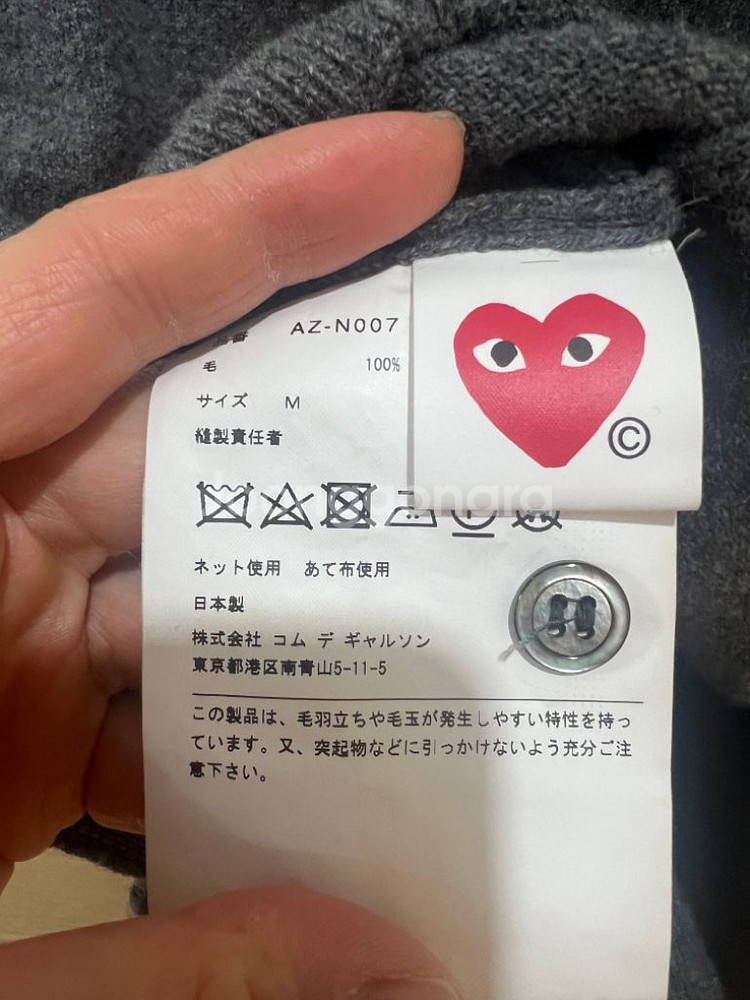 番 AZ-N007
毛 100%
サイズ M
縫製責任者
©
ネット使用 あて布使用
日本製
株式会社 コム デ ギャルソン
東京都港区南青山5-11-5
この製品は、毛羽立ちや毛玉が発生しやすい特性を持っ
ています。又、突起物などに引っかけないよう充分ご注
意下さい。